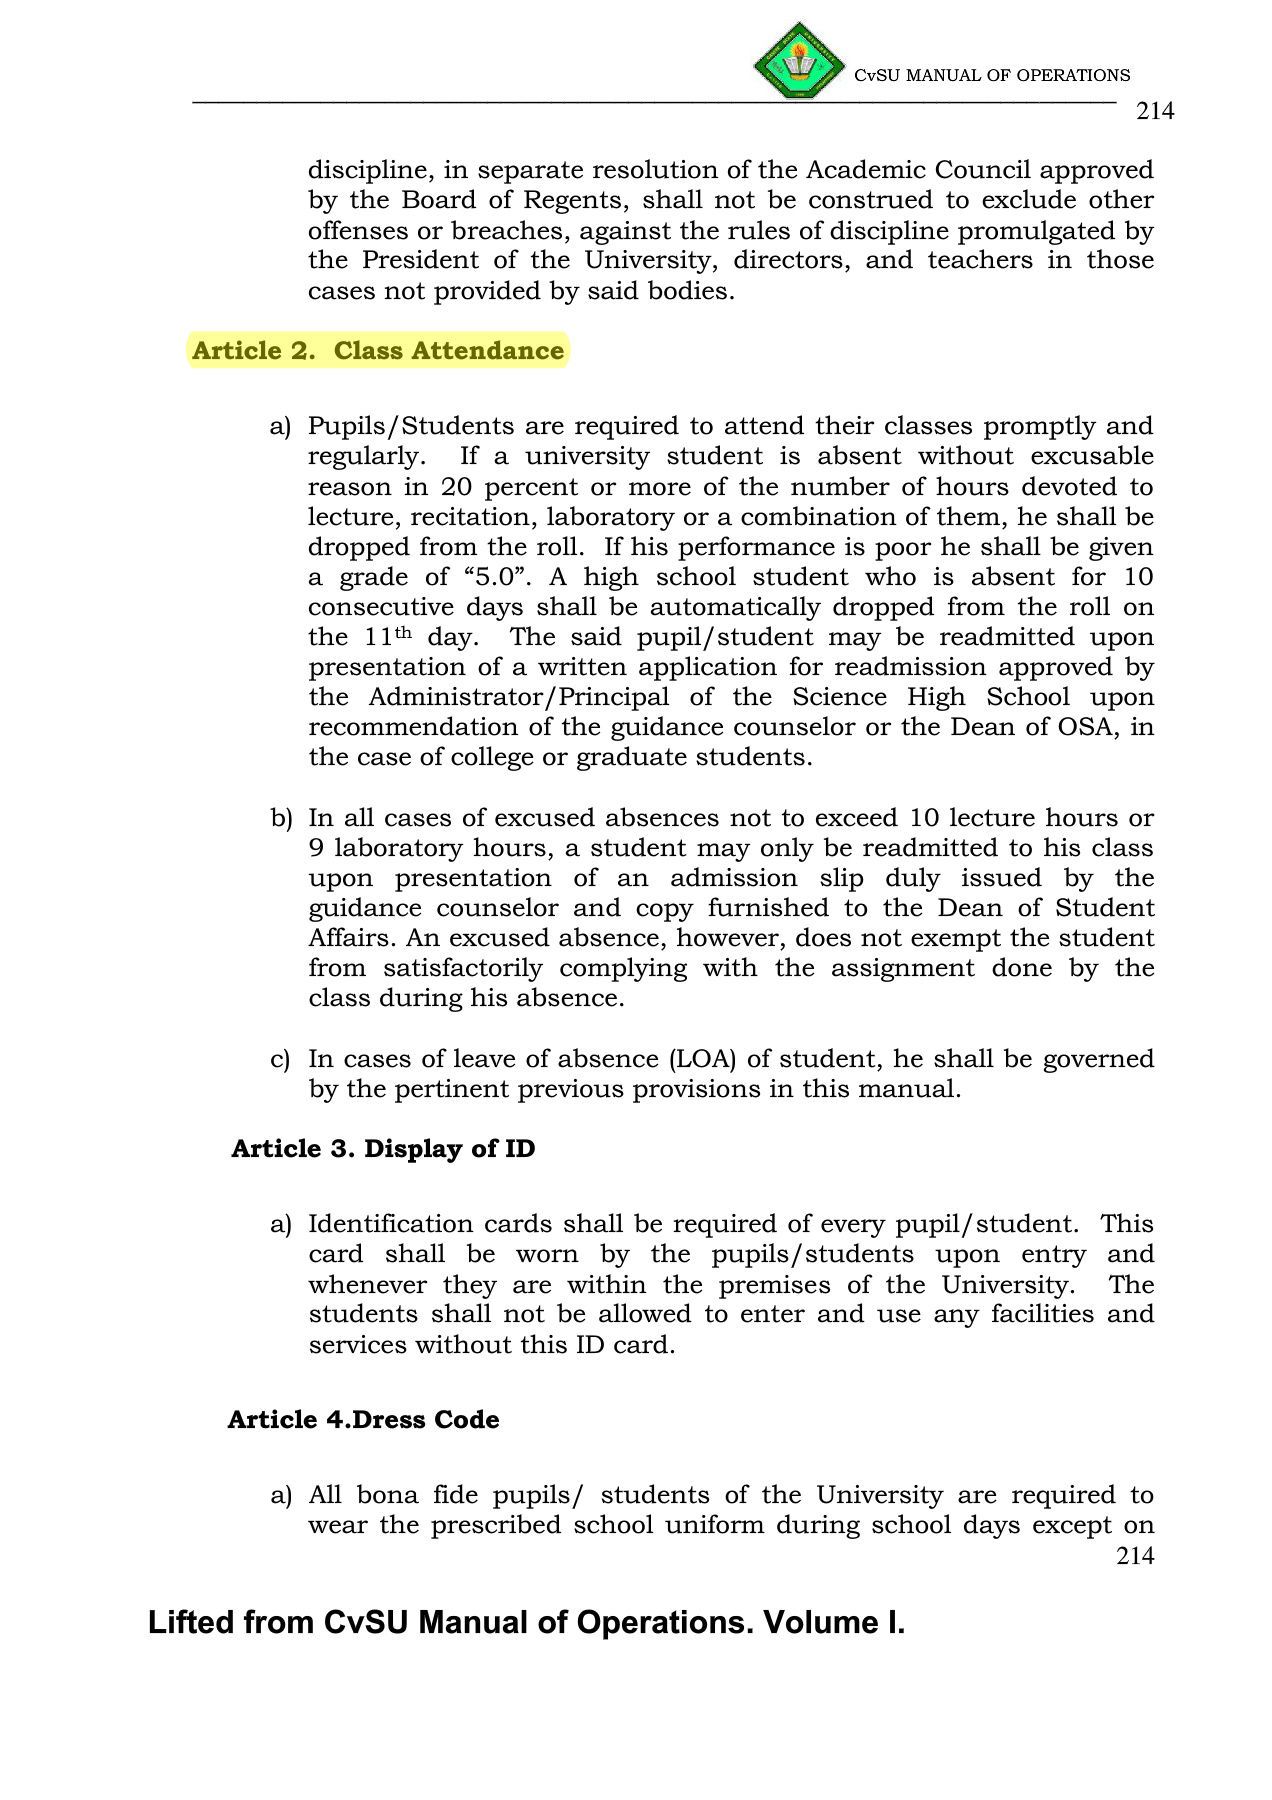 CvSU MANUAL OF OPERATIONS
214
discipline, in separate resolution of the Academic Council approved
by the Board of Regents, shall not be construed to exclude other
offenses or breaches, against the rules of discipline promulgated by
the President of the University, directors, and teachers in those
cases not provided by said bodies.
Article 2. Class Attendance
a) Pupils/Students are required to attend their classes promptly and
regularly. If a university student is absent without excusable
reason in 20 percent or more of the number of hours devoted to
lecture, recitation, laboratory or a combination of them, he shall be
dropped from the roll. If his performance is poor he shall be given
a grade of “5.0”. A high school student who is absent for 10
consecutive days shall be automatically dropped from the roll on
the 11th day. The said pupil/student may be readmitted upon
presentation of a written application for readmission approved by
the Administrator/Principal of the Science High School upon
recommendation of the guidance counselor or the Dean of OSA, in
the case of college or graduate students.
b) In all cases of excused absences not to exceed 10 lecture hours or
9 laboratory hours, a student may only be readmitted to his class
upon presentation of an admission slip duly issued by the
guidance counselor and copy furnished to the Dean of Student
Affairs. An excused absence, however, does not exempt the student
from satisfactorily complying with the assignment done by the
class during his absence.
c) In cases of leave of absence (LOA) of student, he shall be governed
by the pertinent previous provisions in this manual.
Article 3. Display of ID
a) Identification cards shall be required of every pupil/student. This
card shall be worn by the pupils/students upon entry and
whenever they are within the premises of the University. The
students shall not be allowed to enter and use any facilities and
services without this ID card.
Article 4.Dress Code
a) All bona fide pupils/ students of the University are required to
wear the prescribed school uniform during school days except on
214
Lifted from CvSU Manual of Operations. Volume I.